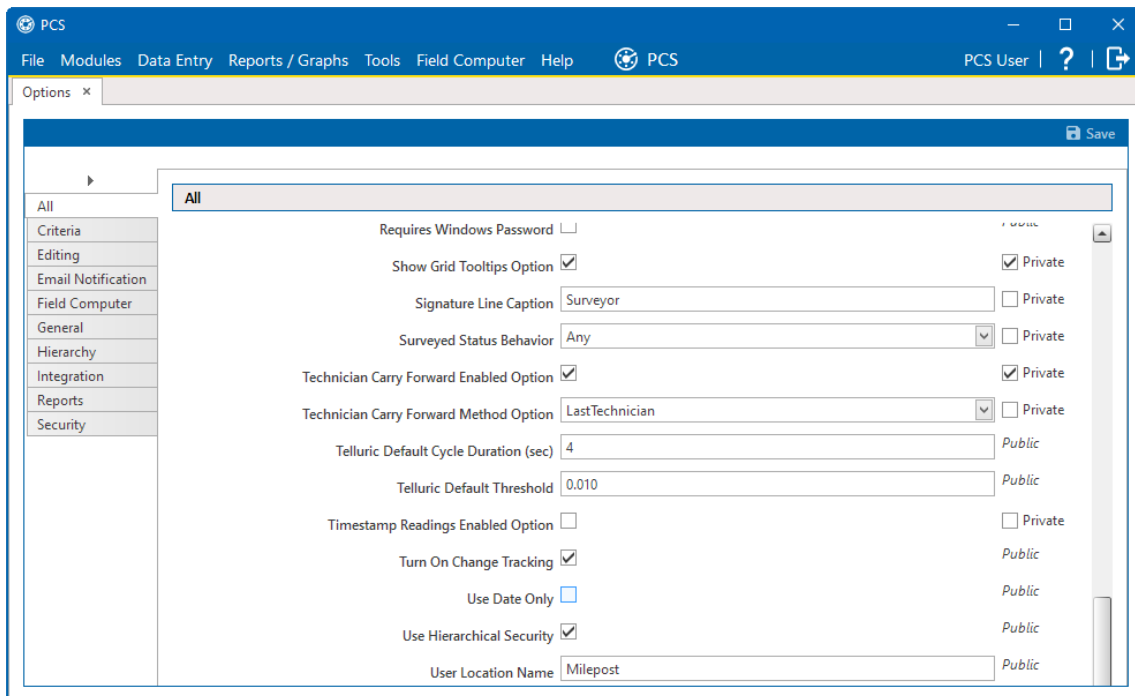 PCS
File Modules Data Entry Reports / Graphs Tools Field Computer Help PCS PCS User | ? |
Options ×
Save
All
Criteria
Editing
Email Notification
Field Computer
General
Hierarchy
Integration
Reports
Security
All
Requires Windows Password Public
Show Grid Tooltips Option Private
Signature Line Caption Surveyor Private
Surveyed Status Behavior Any Private
Technician Carry Forward Enabled Option Private
Technician Carry Forward Method Option LastTechnician Private
Telluric Default Cycle Duration (sec) 4 Public
Telluric Default Threshold 0.010 Public
Timestamp Readings Enabled Option Private
Turn On Change Tracking Public
Use Date Only Public
Use Hierarchical Security Public
User Location Name Milepost Public